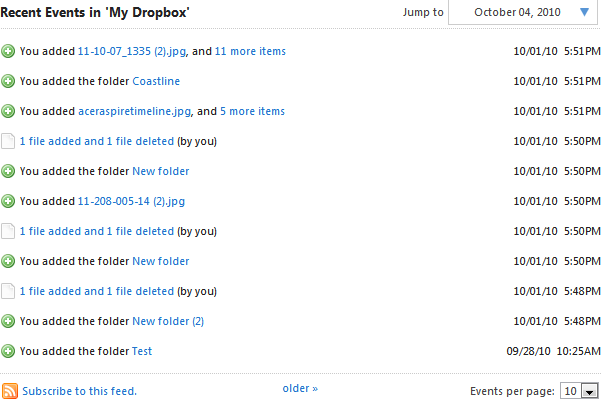 Recent Events in 'My Dropbox' Jump to October 04, 2010
You added 11-10-07_1335 (2).jpg, and 11 more items 10/01/10 5:51PM
You added the folder Coastline 10/01/10 5:51PM
You added aceraspiretimeline.jpg, and 5 more items 10/01/10 5:51PM
1 file added and 1 file deleted (by you) 10/01/10 5:50PM
You added the folder New folder 10/01/10 5:50PM
You added 11-208-005-14 (2).jpg 10/01/10 5:50PM
1 file added and 1 file deleted (by you) 10/01/10 5:50PM
You added the folder New folder 10/01/10 5:50PM
1 file added and 1 file deleted (by you) 10/01/10 5:48PM
You added the folder New folder (2) 10/01/10 5:48PM
You added the folder Test 09/28/10 10:25AM
Subscribe to this feed. older » Events per page: 10